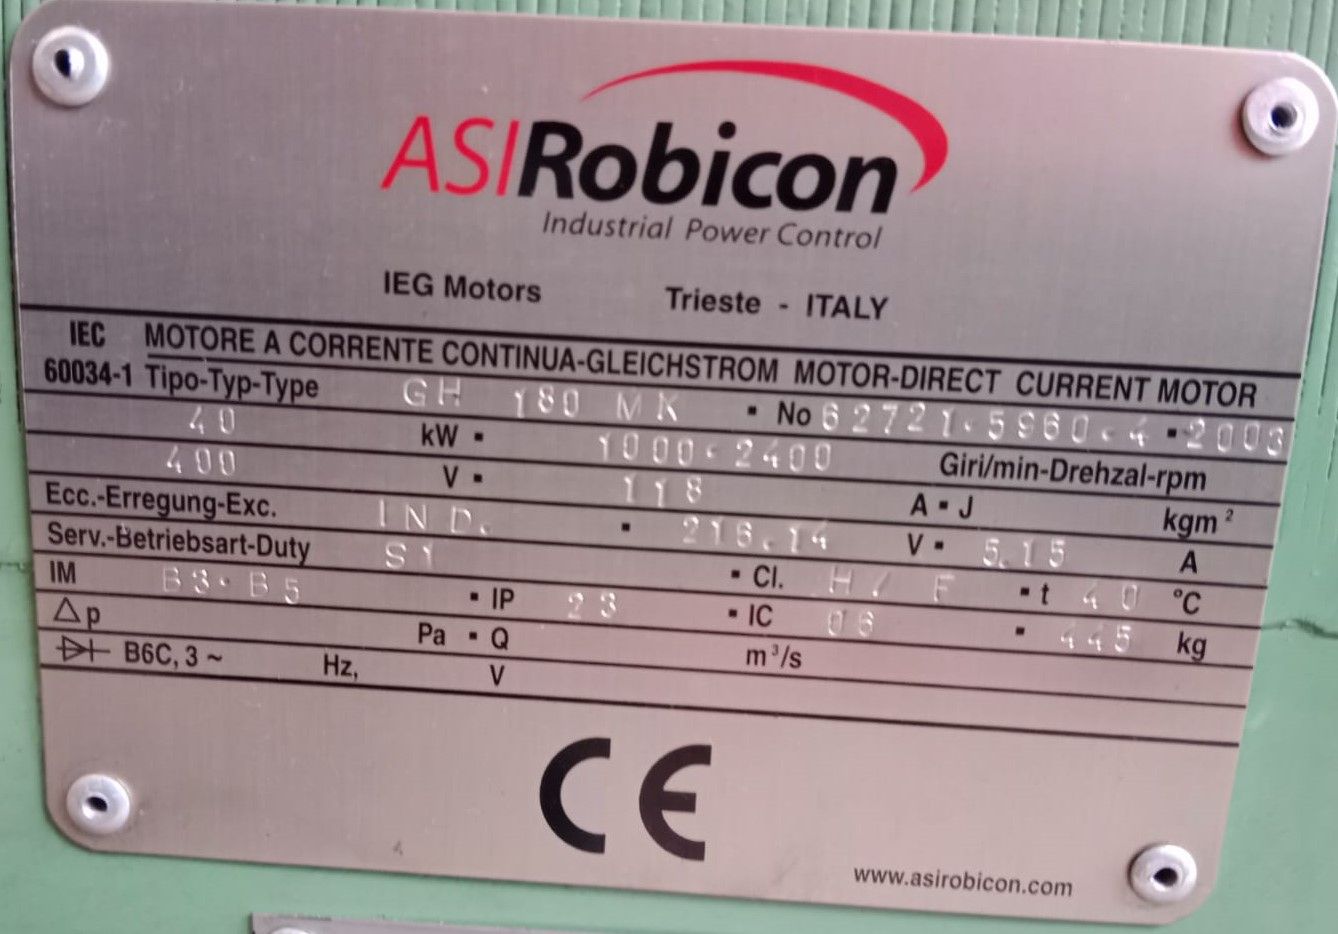 ASIRobicon
Industrial Power Control
IEG Motors Trieste - ITALY
IEC MOTORE A CORRENTE CONTINUA-GLEICHSTROM MOTOR-DIRECT CURRENT MOTOR
60034-1 Tipo-Typ-Type GH 180 MK ▪ No 62721.5960.4 ▪ 2003
40 kW ▪ 1000-2400 Giri/min-Drehzal-rpm
400 V ▪ 118 A ▪ J kgm²
Ecc.-Erregung-Exc. IND. ▪ 216.14 V ▪ 5.15 A
Serv.-Betriebsart-Duty S1 ▪ Cl. H / F ▪ t 40 °C
IM B3-B5 ▪ IP 23 ▪ IC 06 ▪ 445 kg
△p Pa ▪ Q m³/s
B6C, 3 ~ Hz, V
CE
www.asirobicon.com